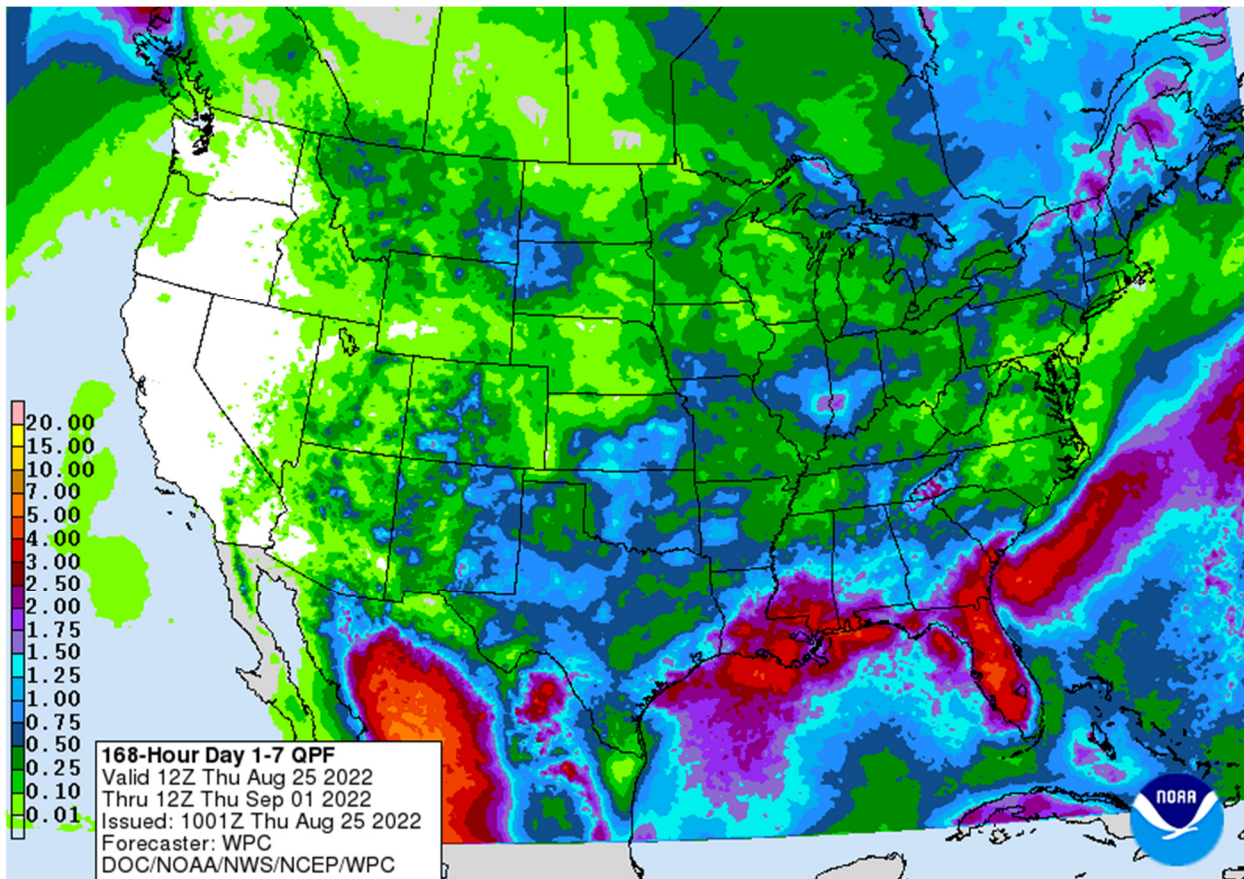 20.00
15.00
10.00
7.00
5.00
4.00
3.00
2.50
2.00
1.75
1.50
1.25
1.00
0.75
0.50
0.25
0.10
0.01
168-Hour Day 1-7 QPF
Valid 12Z Thu Aug 25 2022
Thru 12Z Thu Sep 01 2022
Issued: 1001Z Thu Aug 25 2022
Forecaster: WPC
DOC/NOAA/NWS/NCEP/WPC
NOAA